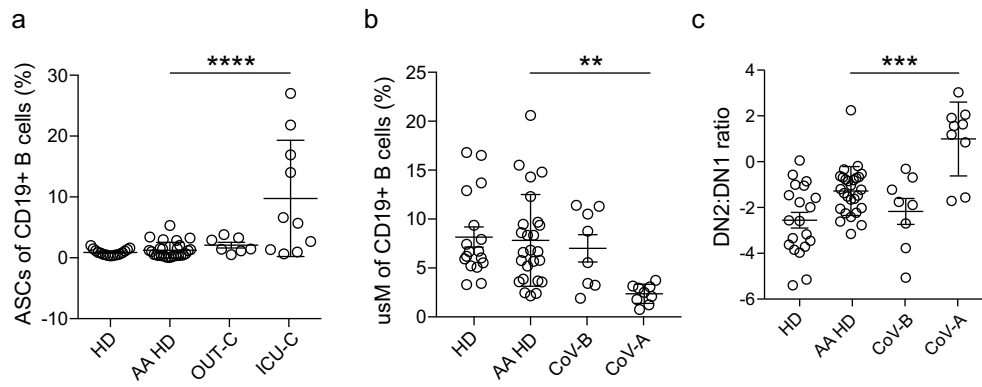 a
ASCs of CD19+ B cells (%)
****
30
20
10
0
-10
HD
AA HD
OUT-C
ICU-C
b
usM of CD19+ B cells (%)
**
25
20
15
10
5
0
HD
AA HD
CoV-B
CoV-A
c
DN2:DN1 ratio
***
4
2
0
-2
-4
-6
HD
AA HD
CoV-B
CoV-A